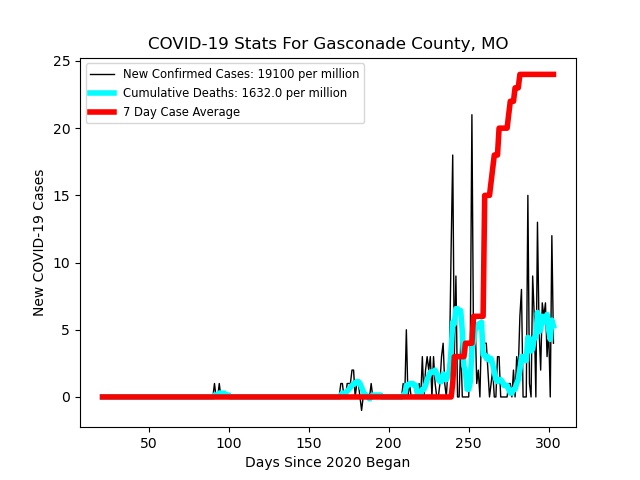 COVID-19 Stats For Gasconade County, MO
New Confirmed Cases: 19100 per million
Cumulative Deaths: 1632.0 per million
7 Day Case Average
New COVID-19 Cases
25
20
15
10
5
0
50 100 150 200 250 300
Days Since 2020 Began